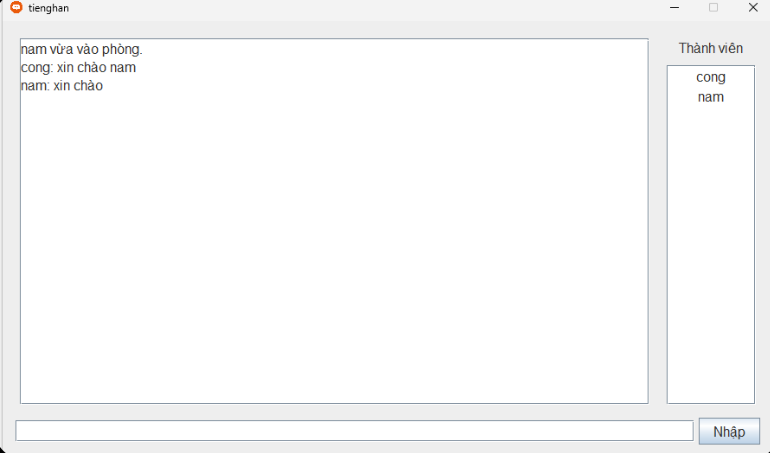 tienghan
nam vừa vào phòng.
cong: xin chào nam
nam: xin chào
Thành viên
cong
nam
Nhập